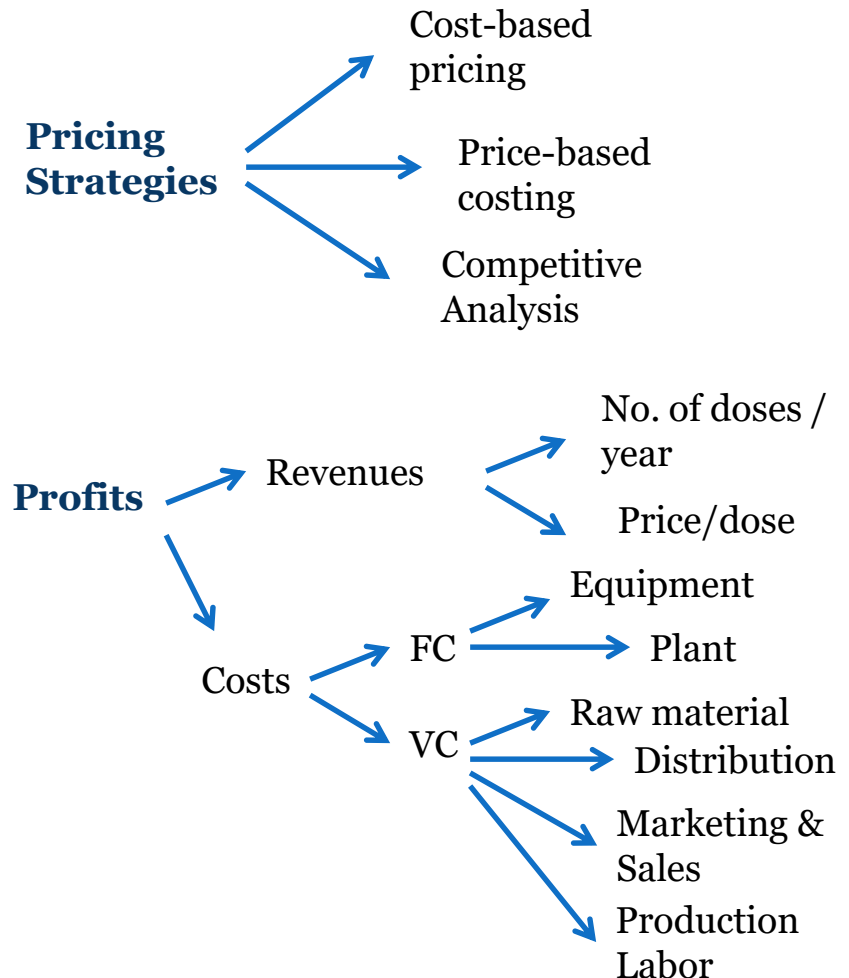 Cost-based
pricing
Pricing
Strategies
Price-based
costing
Competitive
Analysis
No. of doses /
year
Revenues
Profits
Price/dose
Equipment
FC
Plant
Costs
Raw material
VC
Distribution
Marketing &
Sales
Production
Labor